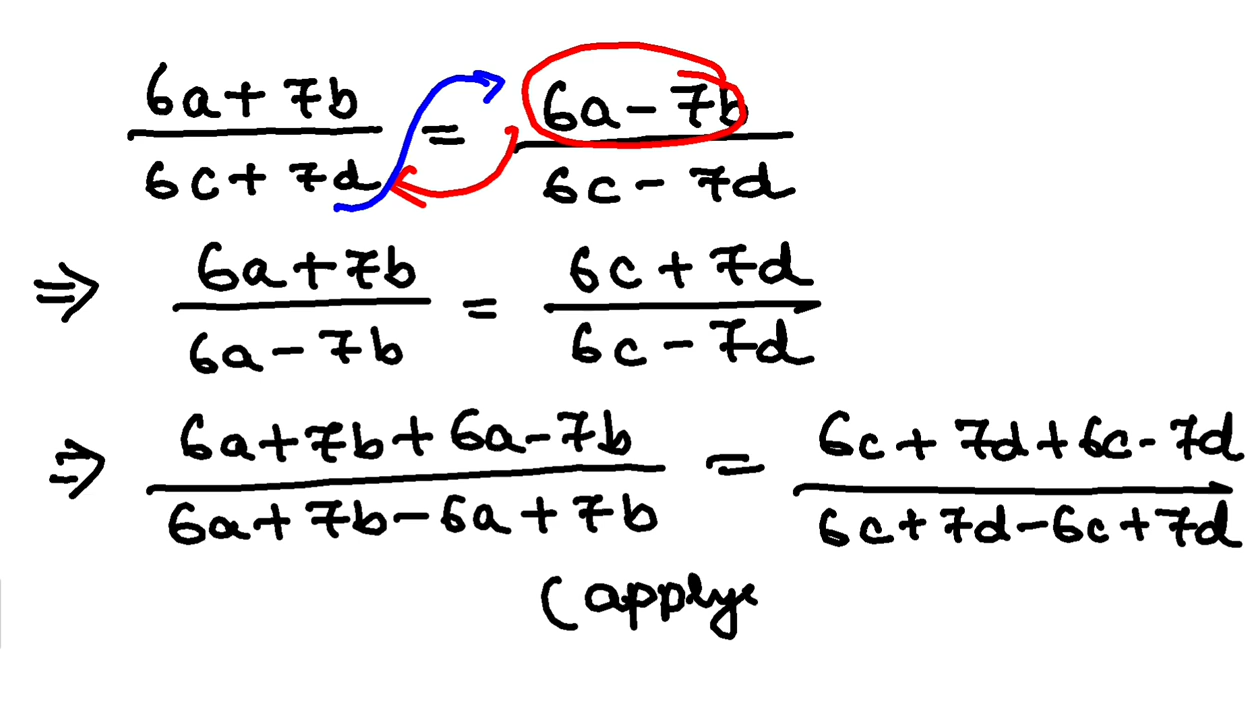 (6a + 7b)/(6c + 7d) = (6a - 7b)/(6c - 7d)
⇒ (6a + 7b)/(6a - 7b) = (6c + 7d)/(6c - 7d)
⇒ (6a + 7b + 6a - 7b)/(6a + 7b - 6a + 7b) = (6c + 7d + 6c - 7d)/(6c + 7d - 6c + 7d)
(apply